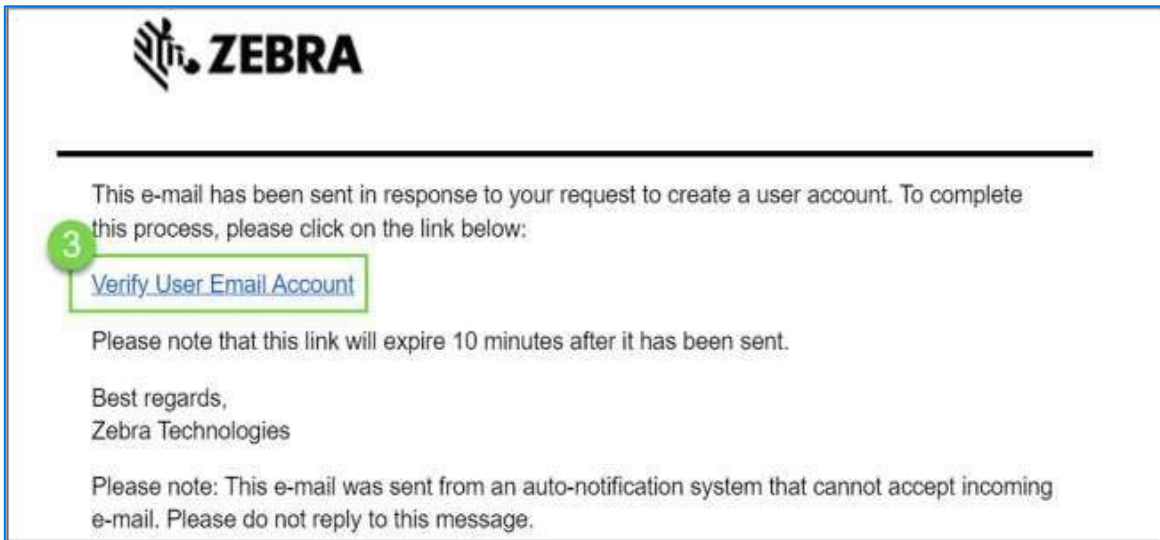 ZEBRA
This e-mail has been sent in response to your request to create a user account. To complete
this process, please click on the link below:
3
Verify User Email Account
Please note that this link will expire 10 minutes after it has been sent.
Best regards,
Zebra Technologies
Please note: This e-mail was sent from an auto-notification system that cannot accept incoming
e-mail. Please do not reply to this message.